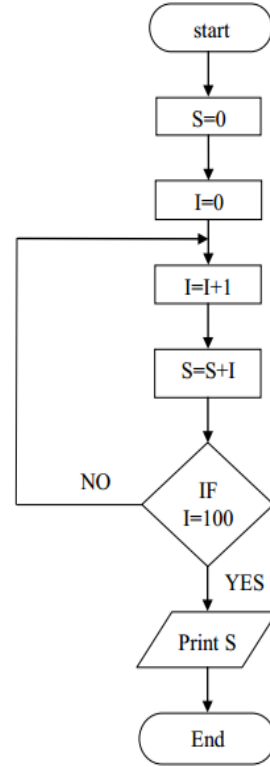 start
S=0
I=0
I=I+1
S=S+I
NO
IF
I=100
YES
Print S
End